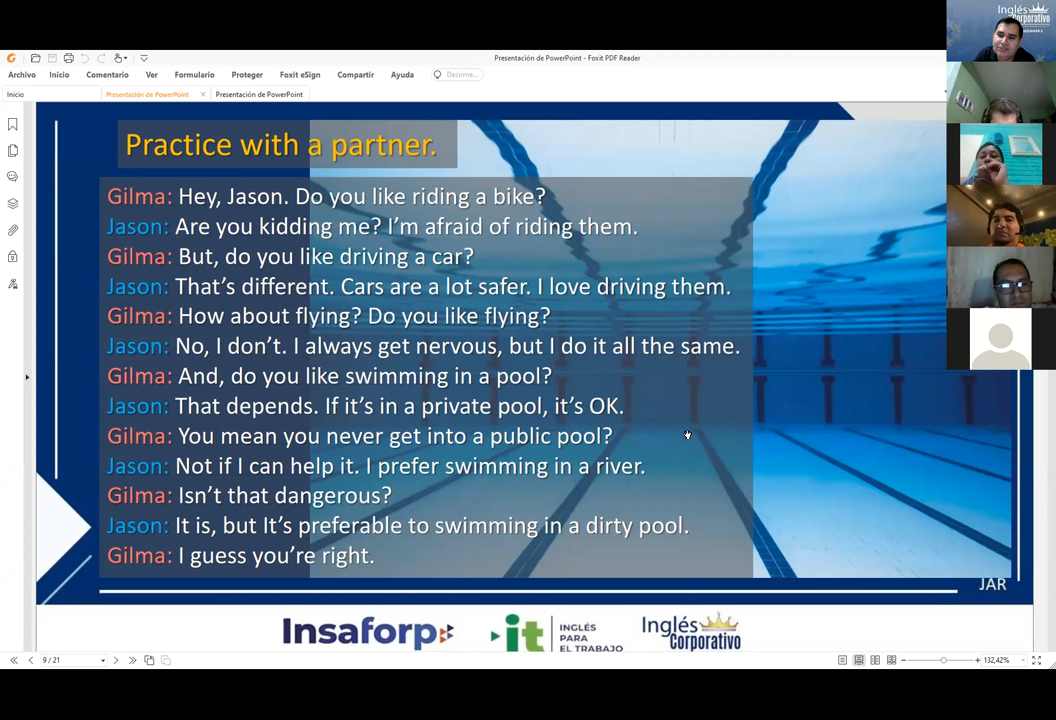 Inglés
Corporativo
Presentación de PowerPoint - Foxit PDF Reader
Archivo Inicio Comentario Ver Formulario Proteger Foxit eSign Compartir Ayuda Decirme...
Inicio Presentación de PowerPoint × Presentación de PowerPoint
Practice with a partner.
Gilma: Hey, Jason. Do you like riding a bike?
Jason: Are you kidding me? I'm afraid of riding them.
Gilma: But, do you like driving a car?
Jason: That's different. Cars are a lot safer. I love driving them.
Gilma: How about flying? Do you like flying?
Jason: No, I don't. I always get nervous, but I do it all the same.
Gilma: And, do you like swimming in a pool?
Jason: That depends. If it's in a private pool, it's OK.
Gilma: You mean you never get into a public pool?
Jason: Not if I can help it. I prefer swimming in a river.
Gilma: Isn't that dangerous?
Jason: It is, but It's preferable to swimming in a dirty pool.
Gilma: I guess you're right.
JAR
Insaforp
it INGLÉS
PARA
EL TRABAJO
Inglés
Corporativo
9 / 21
132,42%